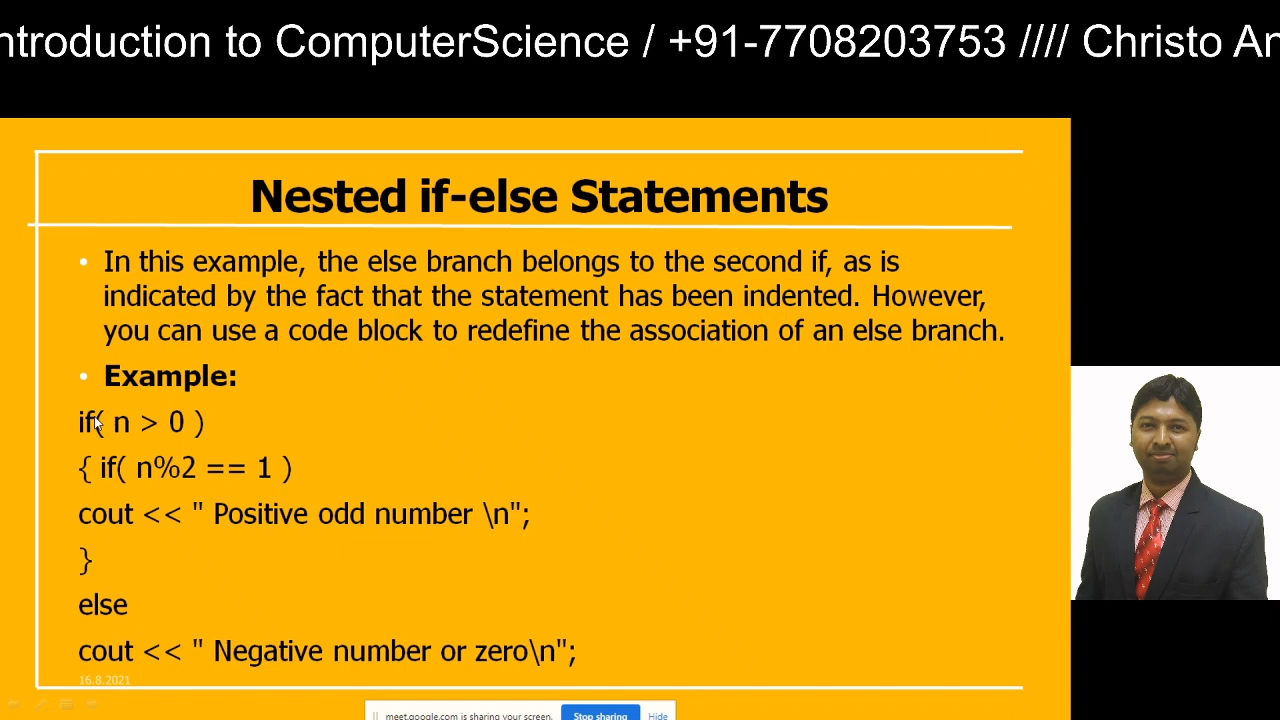 ntroduction to ComputerScience / +91-7708203753 //// Christo An
Nested if-else Statements
• In this example, the else branch belongs to the second if, as is
indicated by the fact that the statement has been indented. However,
you can use a code block to redefine the association of an else branch.
• Example:
if( n > 0 )
{ if( n%2 == 1 )
cout << " Positive odd number \n";
}
else
cout << " Negative number or zero\n";
16.8.2021
meet.google.com is sharing your screen. Stop sharing Hide